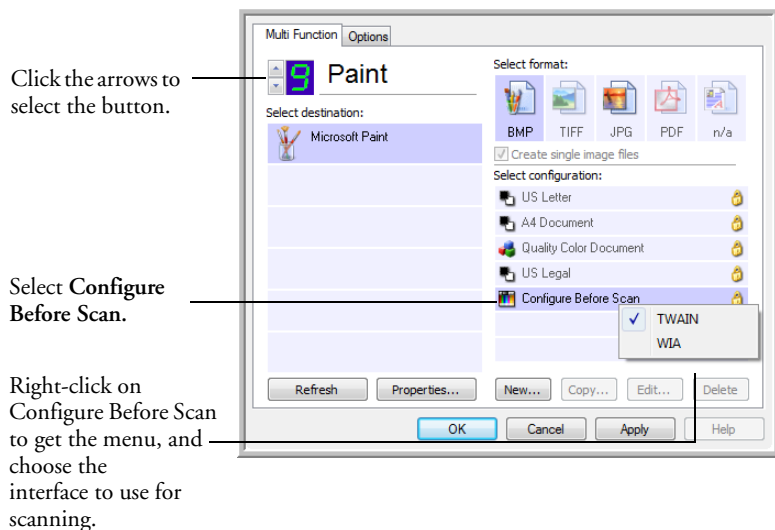 Multi Function Options
Click the arrows to
select the button.
9 Paint
Select destination:
Microsoft Paint
Select format:
BMP TIFF JPG PDF n/a
Create single image files
Select configuration:
US Letter
A4 Document
Quality Color Document
US Legal
Configure Before Scan
TWAIN
WIA
Select Configure
Before Scan.
Right-click on
Configure Before Scan
to get the menu, and
choose the
interface to use for
scanning.
Refresh Properties... New... Copy... Edit... Delete
OK Cancel Apply Help